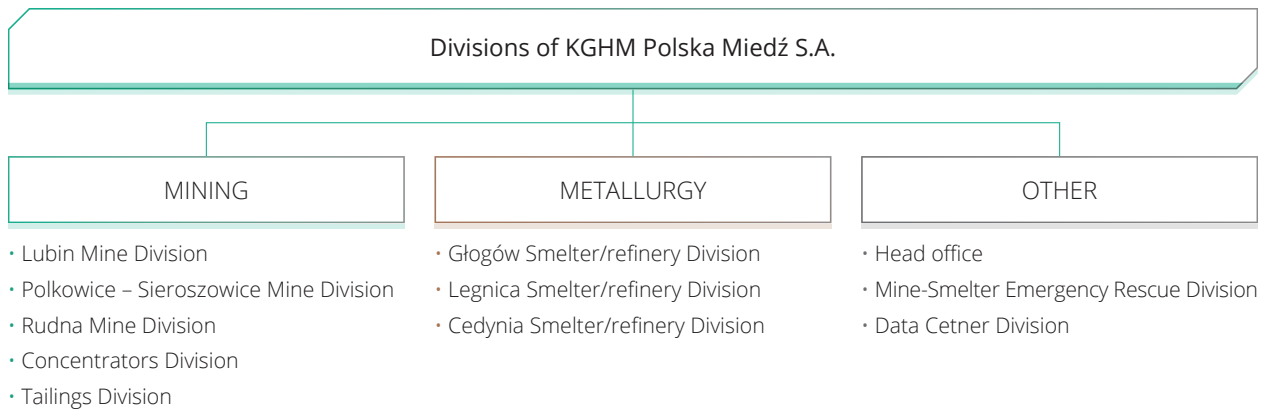 Divisions of KGHM Polska Miedź S.A.
MINING
• Lubin Mine Division
• Polkowice – Sieroszowice Mine Division
• Rudna Mine Division
• Concentrators Division
• Tailings Division
METALLURGY
• Głogów Smelter/refinery Division
• Legnica Smelter/refinery Division
• Cedynia Smelter/refinery Division
OTHER
• Head office
• Mine-Smelter Emergency Rescue Division
• Data Cetner Division